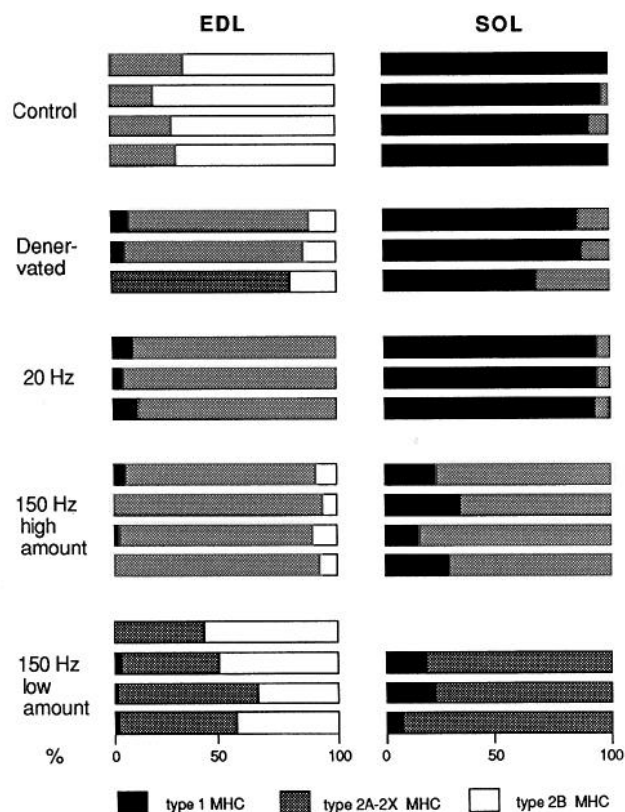 EDL SOL
Control
Dener-
vated
20 Hz
150 Hz
high
amount
150 Hz
low
amount
% 0 50 100 0 50 100
type 1 MHC type 2A-2X MHC type 2B MHC